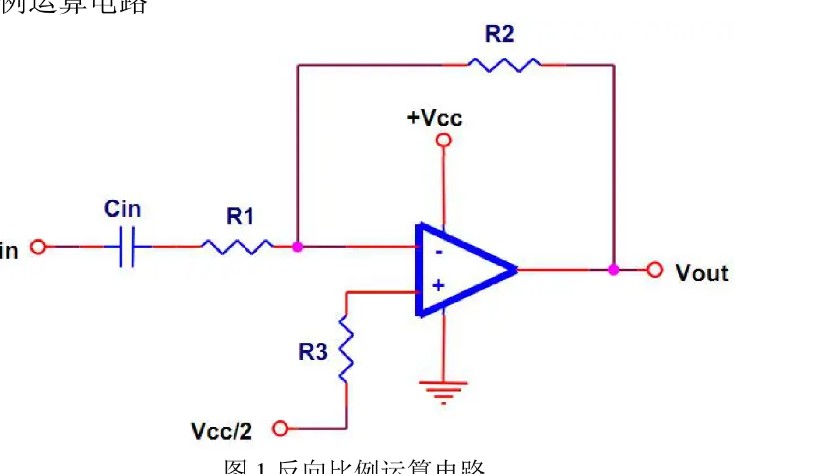 例运算电路
R2
+Vcc
Cin
R1
in
-
+
Vout
R3
Vcc/2
图 1 反向比例运算电路